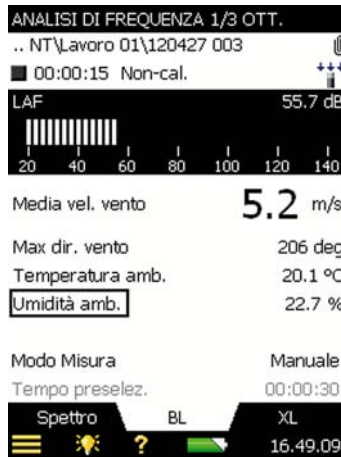 ANALISI DI FREQUENZA 1/3 OTT.
.. NT\Lavoro 01\120427 003
00:00:15 Non-cal.
LAF 55.7 dB
20 40 60 80 100 120 140
Media vel. vento 5.2 m/s
Max dir. vento 206 deg
Temperatura amb. 20.1 °C
Umidità amb. 22.7 %
Modo Misura Manuale
Tempo preselez. 00:00:30
Spettro BL XL
? 16.49.09